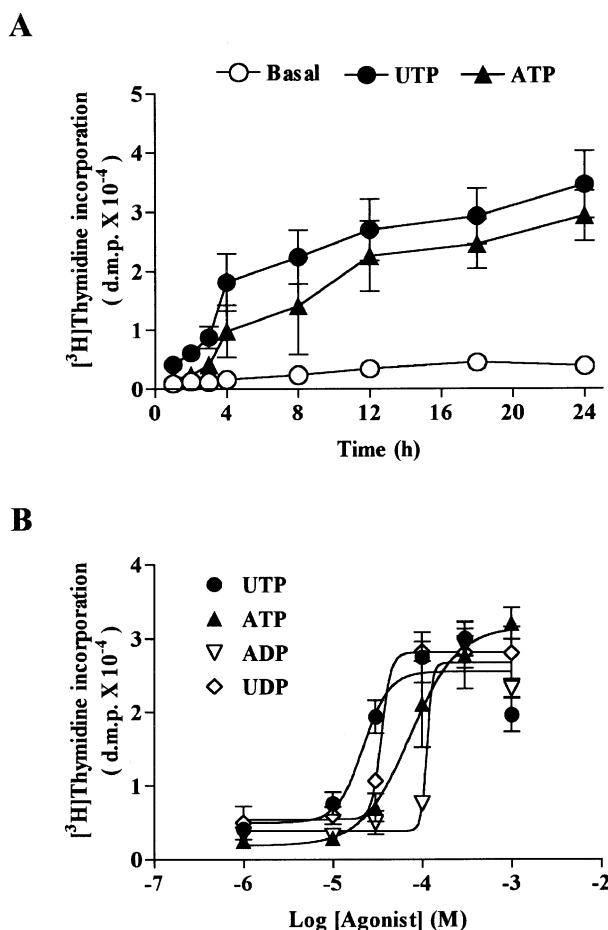 A
Basal UTP ATP
[³H]Thymidine incorporation
( d.m.p. X 10⁻⁴)
5
4
3
2
1
0
0 4 8 12 16 20 24
Time (h)
B
UTP
ATP
ADP
UDP
[³H]Thymidine incorporation
( d.m.p. X 10⁻⁴)
4
3
2
1
0
-7 -6 -5 -4 -3 -2
Log [Agonist] (M)